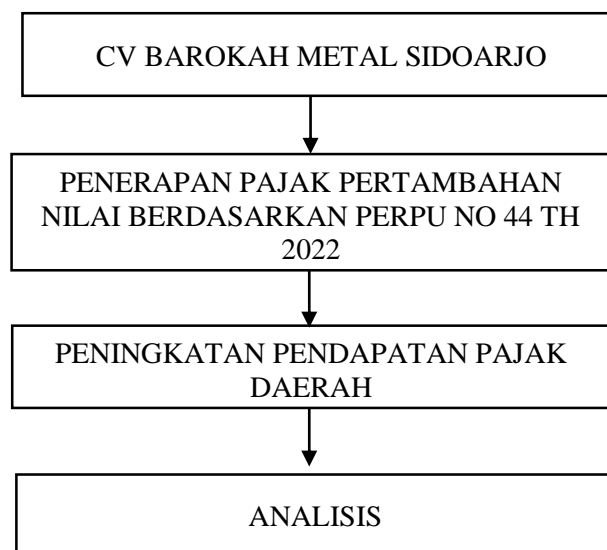 CV BAROKAH METAL SIDOARJO
PENERAPAN PAJAK PERTAMBAHAN
NILAI BERDASARKAN PERPU NO 44 TH
2022
PENINGKATAN PENDAPATAN PAJAK
DAERAH
ANALISIS